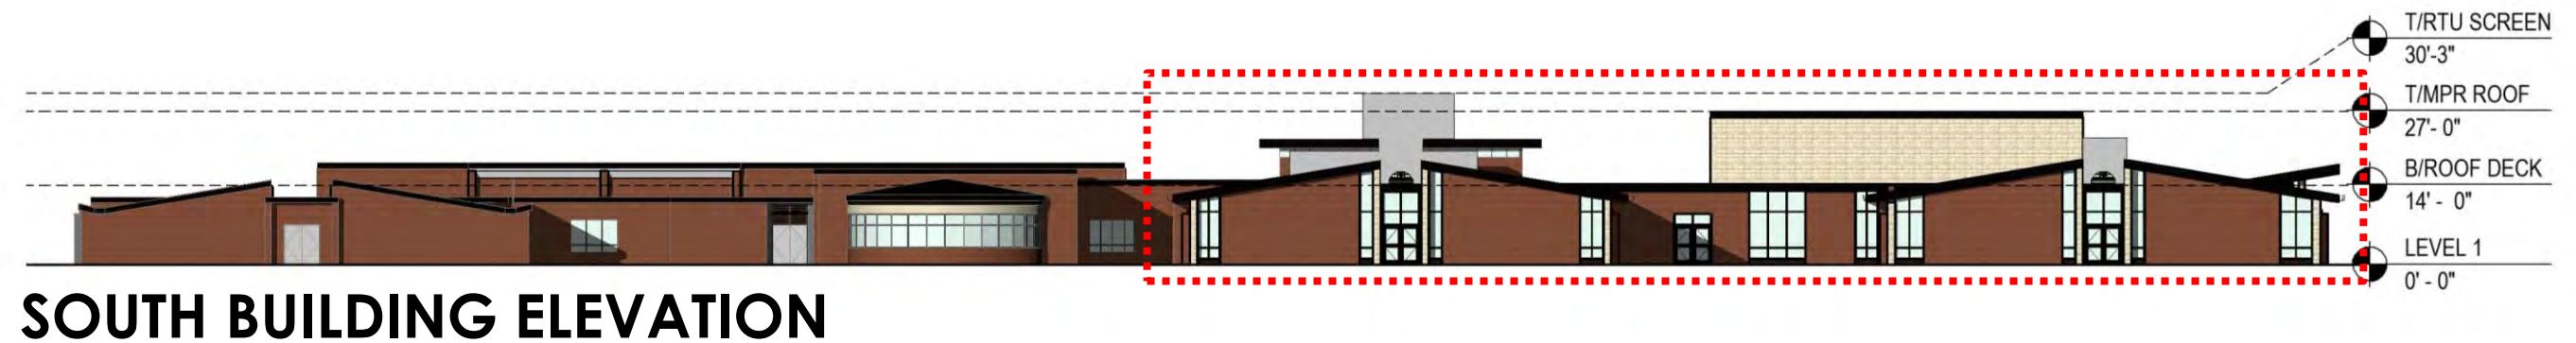 T/RTU SCREEN
30'-3"
T/MPR ROOF
27'- 0"
B/ROOF DECK
14' - 0"
LEVEL 1
0' - 0"
SOUTH BUILDING ELEVATION